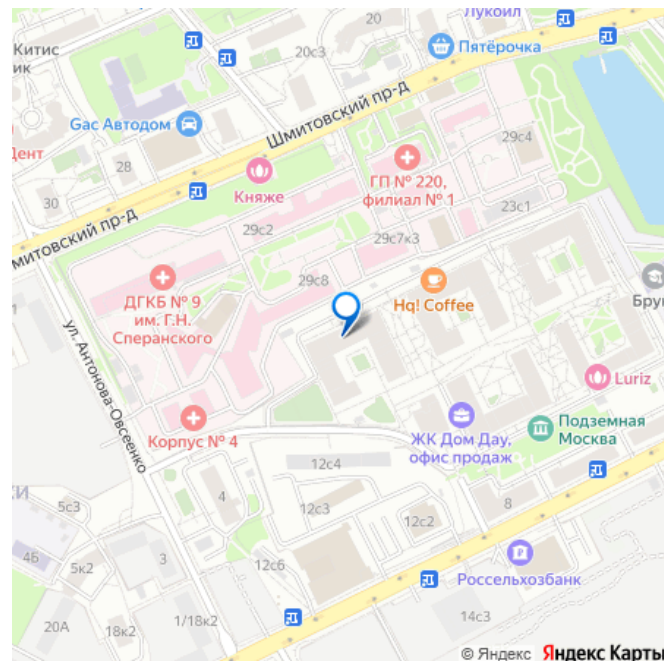 20
Лукойл
Китис
ик
20с3
Пятёрочка
Gac Автодом
Шмитовский пр-д
Дент
28
29с4
ГП № 220,
филиал № 1
Княже
30
23с1
29с2
29с7к3
митовский пр-д
29с8
ДГКБ № 9
им. Г.Н.
Сперанского
Hq! Coffee
Бру
ул. Антонова-Овсеенко
Luriz
Корпус № 4
ЖК Дом Дау,
офис продаж
Подземная
Москва
12с4
КИ
5с3
4
12с3
8
4Б
5к2
3
12с2
12с6
Россельхозбанк
20А
18к2
1/18к2
14с3
© Яндекс Яндекс Карты